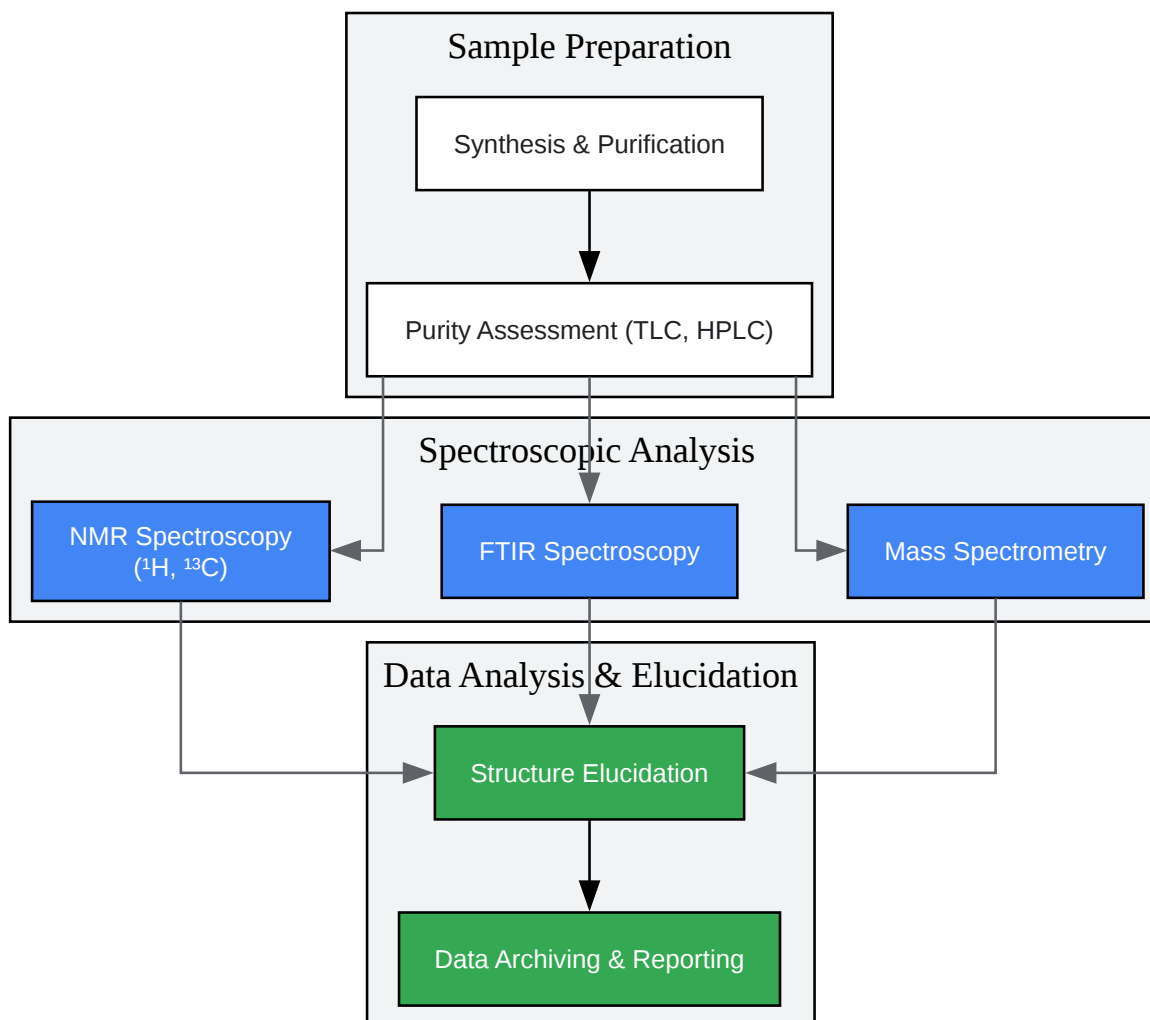 Sample Preparation
Synthesis & Purification
Purity Assessment (TLC, HPLC)
Spectroscopic Analysis
NMR Spectroscopy
(¹H, ¹³C)
FTIR Spectroscopy
Mass Spectrometry
Data Analysis & Elucidation
Structure Elucidation
Data Archiving & Reporting